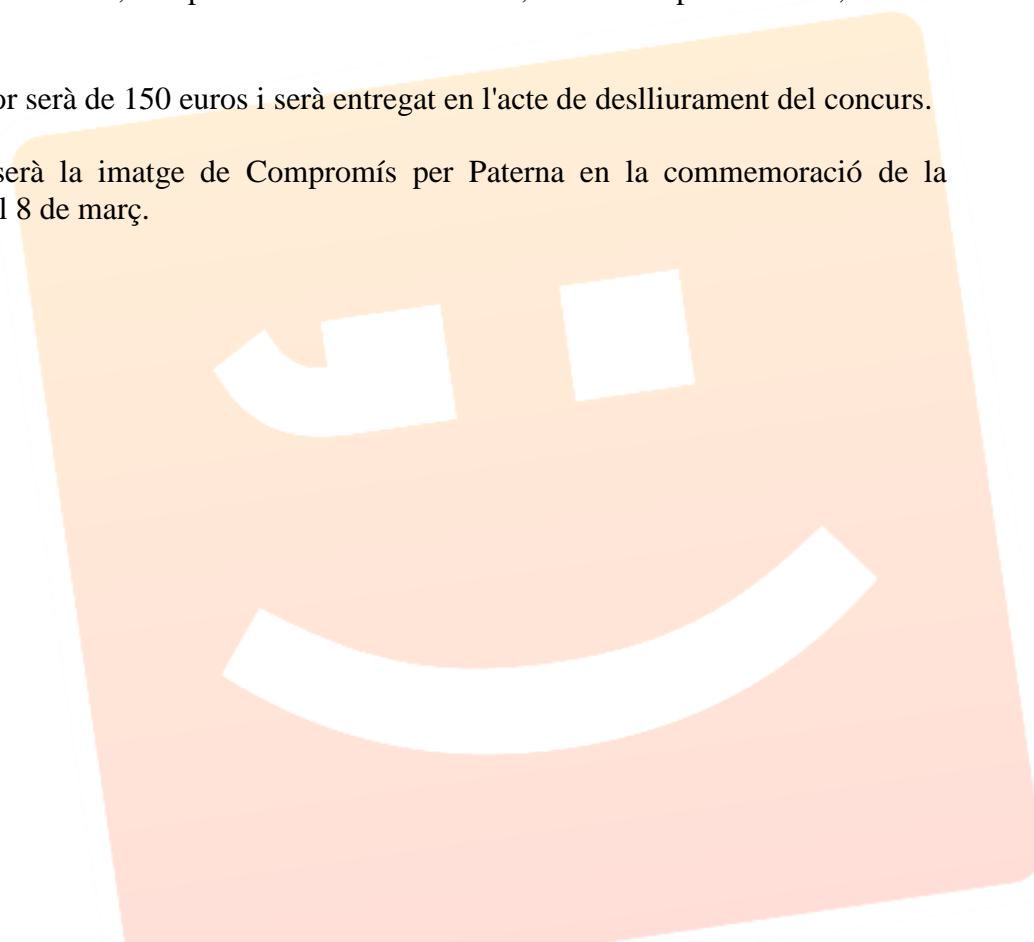 or serà de 150 euros i serà entregat en l'acte de deslliurament del concurs.
serà la imatge de Compromís per Paterna en la commemoració de la
l 8 de març.